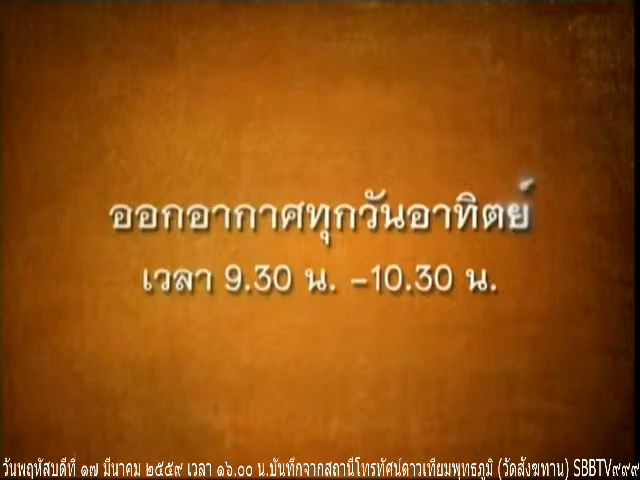 ออกอากาศทุกวันอาทิตย์
เวลา 9.30 น. -10.30 น.
วันพฤหัสบดีที่ ๑๗ มีนาคม ๒๕๕๙ เวลา ๑๖.๐๐ น.บันทึกจากสถานีโทรทัศน์ดาวเทียมพุทธภูมิ (วัดสังฆทาน) SBBTV๙๙๙